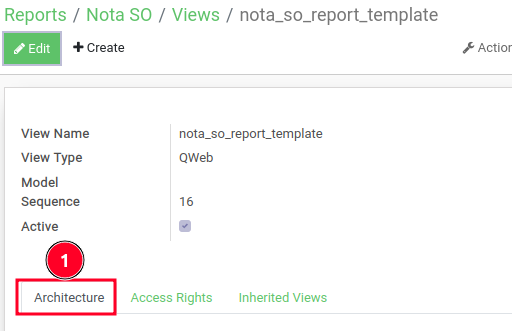 Reports / Nota SO / Views / nota_so_report_template
Edit Create Action
View Name nota_so_report_template
View Type QWeb
Model
Sequence 16
Active
1
Architecture Access Rights Inherited Views